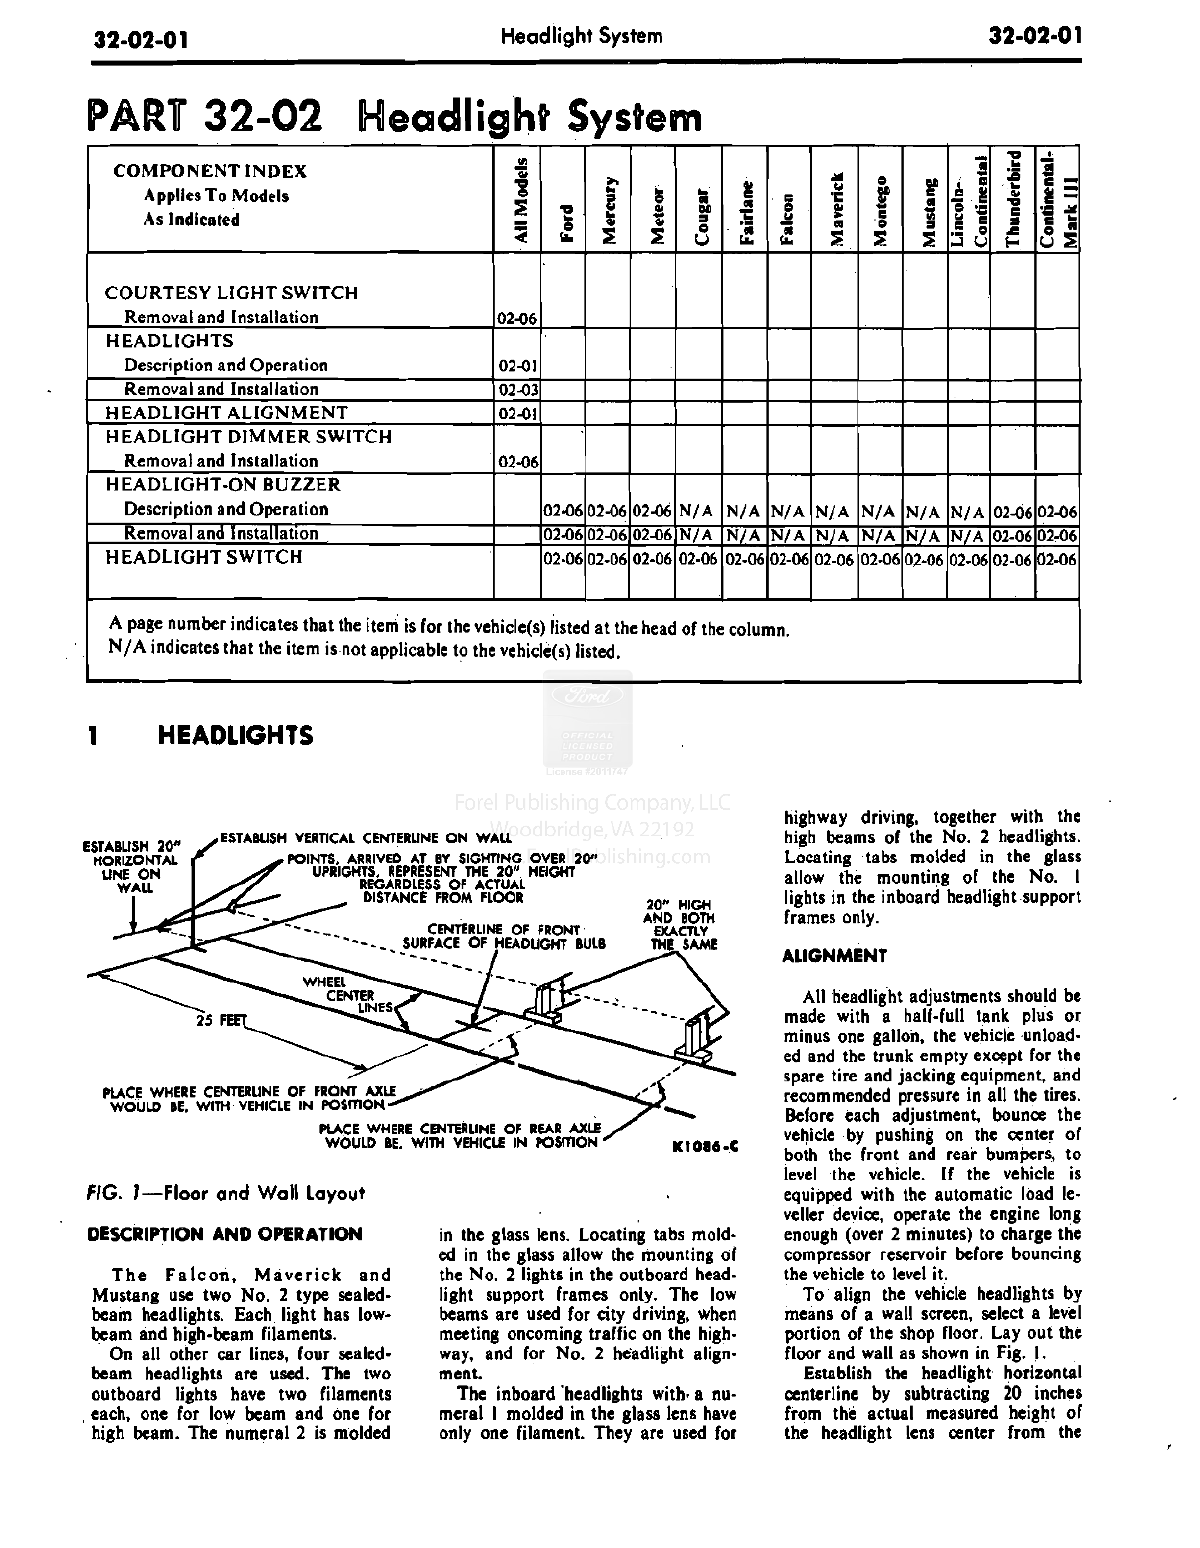 32-02-01 Headlight System 32-02-01
PART 32-02 Headlight System
COMPONENT INDEX
Applies To Models
As Indicated
All Models
Ford
Mercury
Meteor
Cougar
Fairlane
Falcon
Maverick
Montego
Mustang
Lincoln-
Continental
Thunderbird
Continental-
Mark III
COURTESY LIGHT SWITCH
Removal and Installation 02-06
HEADLIGHTS
Description and Operation 02-01
Removal and Installation 02-03
HEADLIGHT ALIGNMENT 02-01
HEADLIGHT DIMMER SWITCH
Removal and Installation 02-06
HEADLIGHT-ON BUZZER
Description and Operation 02-06 02-06 02-06 N/A N/A N/A N/A N/A N/A N/A 02-06 02-06
Removal and Installation 02-06 02-06 02-06 N/A N/A N/A N/A N/A N/A N/A 02-06 02-06
HEADLIGHT SWITCH 02-06 02-06 02-06 02-06 02-06 02-06 02-06 02-06 02-06 02-06 02-06 02-06
A page number indicates that the item is for the vehicle(s) listed at the head of the column.
N/A indicates that the item is not applicable to the vehicle(s) listed.
Ford
OFFICIAL
LICENSED
PRODUCT
License #2011747
Forel Publishing Company, LLC
Woodbridge, VA 22192
1 HEADLIGHTS
ESTABLISH 20"
HORIZONTAL
LINE ON
WALL
ESTABLISH VERTICAL CENTERLINE ON WALL
POINTS, ARRIVED AT BY SIGHTING OVER 20"
UPRIGHTS, REPRESENT THE 20" HEIGHT
REGARDLESS OF ACTUAL
DISTANCE FROM FLOOR
CENTERLINE OF FRONT
SURFACE OF HEADLIGHT BULB
20" HIGH
AND BOTH
EXACTLY
THE SAME
WHEEL
CENTER
LINES
25 FEET
PLACE WHERE CENTERLINE OF FRONT AXLE
WOULD BE, WITH VEHICLE IN POSITION
PLACE WHERE CENTERLINE OF REAR AXLE
WOULD BE, WITH VEHICLE IN POSITION
K1086-C
FIG. 1—Floor and Wall Layout
DESCRIPTION AND OPERATION
The Falcon, Maverick and
Mustang use two No. 2 type sealed-
beam headlights. Each light has low-
beam and high-beam filaments.
On all other car lines, four sealed-
beam headlights are used. The two
outboard lights have two filaments
each, one for low beam and one for
high beam. The numeral 2 is molded
in the glass lens. Locating tabs mold-
ed in the glass allow the mounting of
the No. 2 lights in the outboard head-
light support frames only. The low
beams are used for city driving, when
meeting oncoming traffic on the high-
way, and for No. 2 headlight align-
ment.
The inboard headlights with a nu-
meral 1 molded in the glass lens have
only one filament. They are used for
highway driving, together with the
high beams of the No. 2 headlights.
Locating tabs molded in the glass
allow the mounting of the No. 1
lights in the inboard headlight support
frames only.
ALIGNMENT
All headlight adjustments should be
made with a half-full tank plus or
minus one gallon, the vehicle unload-
ed and the trunk empty except for the
spare tire and jacking equipment, and
recommended pressure in all the tires.
Before each adjustment, bounce the
vehicle by pushing on the center of
both the front and rear bumpers, to
level the vehicle. If the vehicle is
equipped with the automatic load le-
veller device, operate the engine long
enough (over 2 minutes) to charge the
compressor reservoir before bouncing
the vehicle to level it.
To align the vehicle headlights by
means of a wall screen, select a level
portion of the shop floor. Lay out the
floor and wall as shown in Fig. 1.
Establish the headlight horizontal
centerline by subtracting 20 inches
from the actual measured height of
the headlight lens center from the